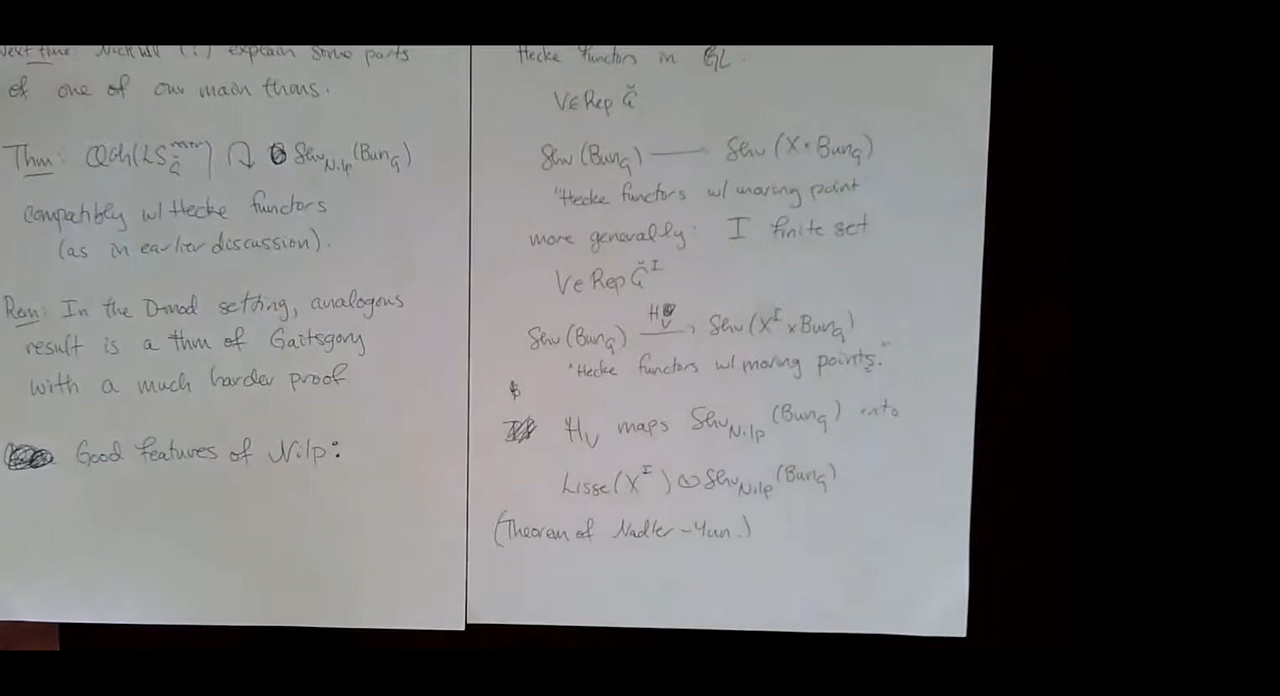 Next time: Nick will (?) explain some parts
of one of our main thms.
Thm: QCoh(LS_Ǧ^restr) ↷ Shv_Nilp(Bun_G)
compatibly w/ Hecke functors
(as in earlier discussion).
Rem: In the D-mod setting, analogous
result is a thm of Gaitsgory
with a much harder proof
Good features of Nilp:
Hecke functors in GL.
V∈Rep Ǧ
Shv(Bun_G) —— Shv(X×Bun_G)
"Hecke functors w/ moving point
more generally: I finite set
V∈Rep Ǧ^I
Shv(Bun_G) —H_V→ Shv(X^I×Bun_G)
"Hecke functors w/ moving points."
H_V maps Shv_Nilp(Bun_G) into
Lisse(X^I)⊗Shv_Nilp(Bun_G)
(Theorem of Nadler-Yun.)